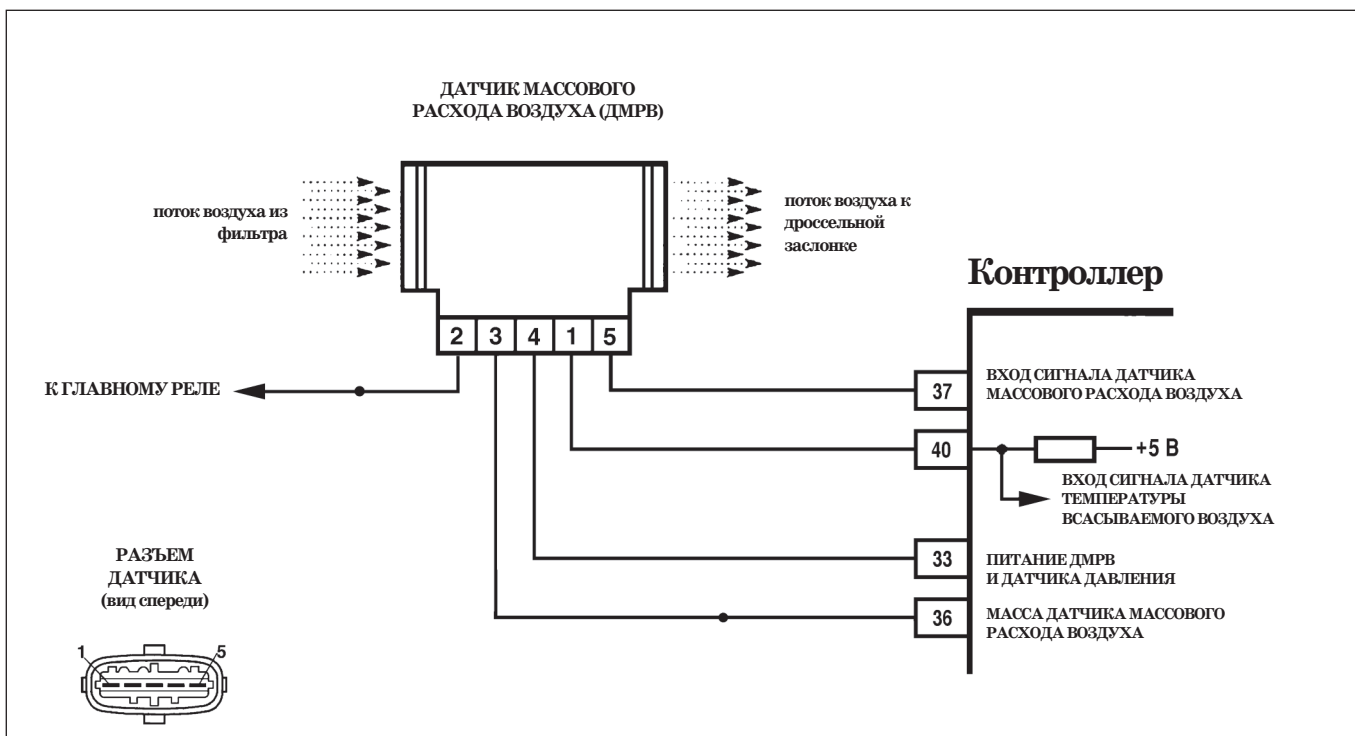 ДАТЧИК МАССОВОГО
РАСХОДА ВОЗДУХА (ДМРВ)
поток воздуха из
фильтра
поток воздуха к
дроссельной
заслонке
Контроллер
2 3 4 1 5
К ГЛАВНОМУ РЕЛЕ
37
ВХОД СИГНАЛА ДАТЧИКА
МАССОВОГО РАСХОДА ВОЗДУХА
40
+5 В
ВХОД СИГНАЛА ДАТЧИКА
ТЕМПЕРАТУРЫ
ВСАСЫВАЕМОГО ВОЗДУХА
33
ПИТАНИЕ ДМРВ
И ДАТЧИКА ДАВЛЕНИЯ
36
МАССА ДАТЧИКА МАССОВОГО
РАСХОДА ВОЗДУХА
РАЗЪЕМ
ДАТЧИКА
(вид спереди)
1 5